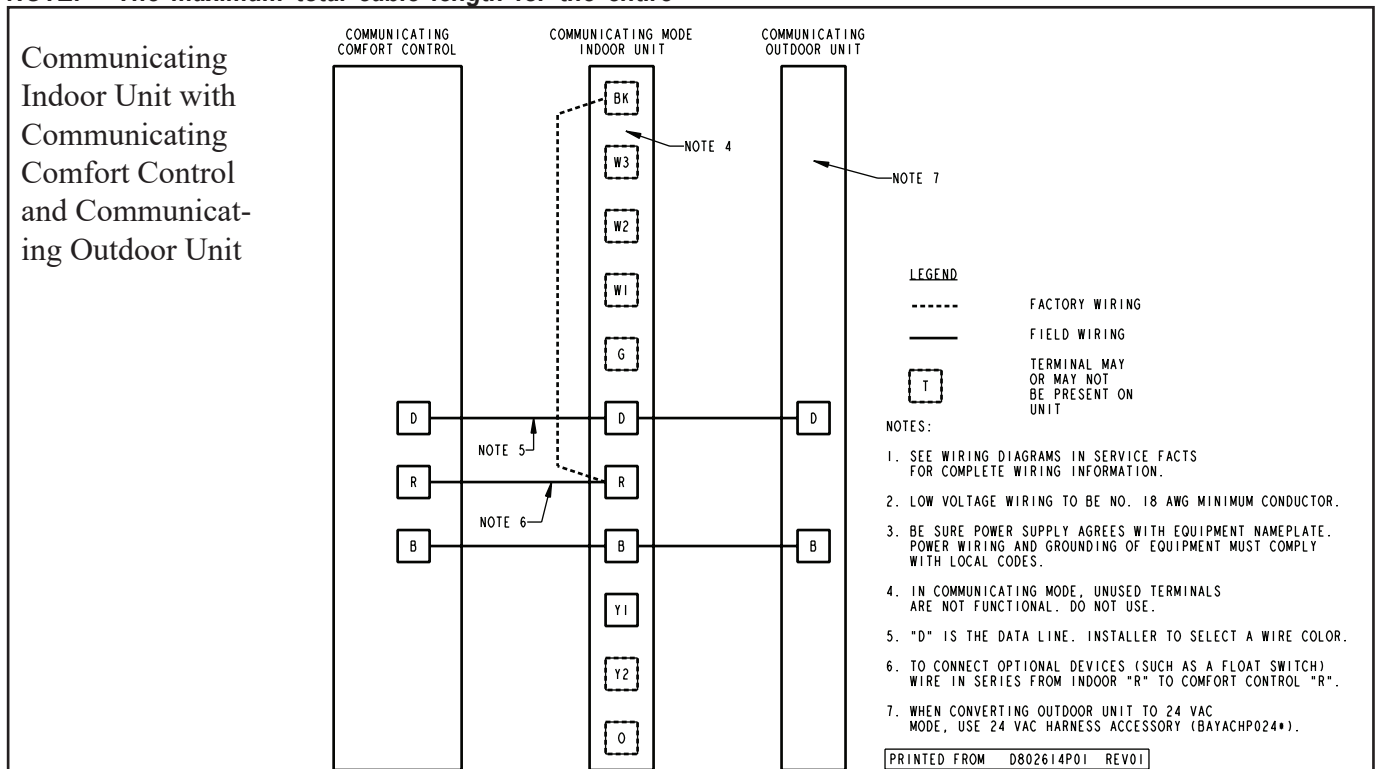 NOTE: The maximum total cable length for the entire
Communicating
Indoor Unit with
Communicating
Comfort Control
and Communicat-
ing Outdoor Unit
COMMUNICATING
COMFORT CONTROL
COMMUNICATING MODE
INDOOR UNIT
COMMUNICATING
OUTDOOR UNIT
BK
NOTE 4
W3
NOTE 7
W2
W1
G
D
D
D
NOTE 5
R
R
NOTE 6
B
B
B
Y1
Y2
O
LEGEND
FACTORY WIRING
FIELD WIRING
T
TERMINAL MAY
OR MAY NOT
BE PRESENT ON
UNIT
NOTES:
1. SEE WIRING DIAGRAMS IN SERVICE FACTS
FOR COMPLETE WIRING INFORMATION.
2. LOW VOLTAGE WIRING TO BE NO. 18 AWG MINIMUM CONDUCTOR.
3. BE SURE POWER SUPPLY AGREES WITH EQUIPMENT NAMEPLATE.
POWER WIRING AND GROUNDING OF EQUIPMENT MUST COMPLY
WITH LOCAL CODES.
4. IN COMMUNICATING MODE, UNUSED TERMINALS
ARE NOT FUNCTIONAL. DO NOT USE.
5. "D" IS THE DATA LINE. INSTALLER TO SELECT A WIRE COLOR.
6. TO CONNECT OPTIONAL DEVICES (SUCH AS A FLOAT SWITCH)
WIRE IN SERIES FROM INDOOR "R" TO COMFORT CONTROL "R".
7. WHEN CONVERTING OUTDOOR UNIT TO 24 VAC
MODE, USE 24 VAC HARNESS ACCESSORY (BAYACHP024*).
PRINTED FROM D802614P01 REV01